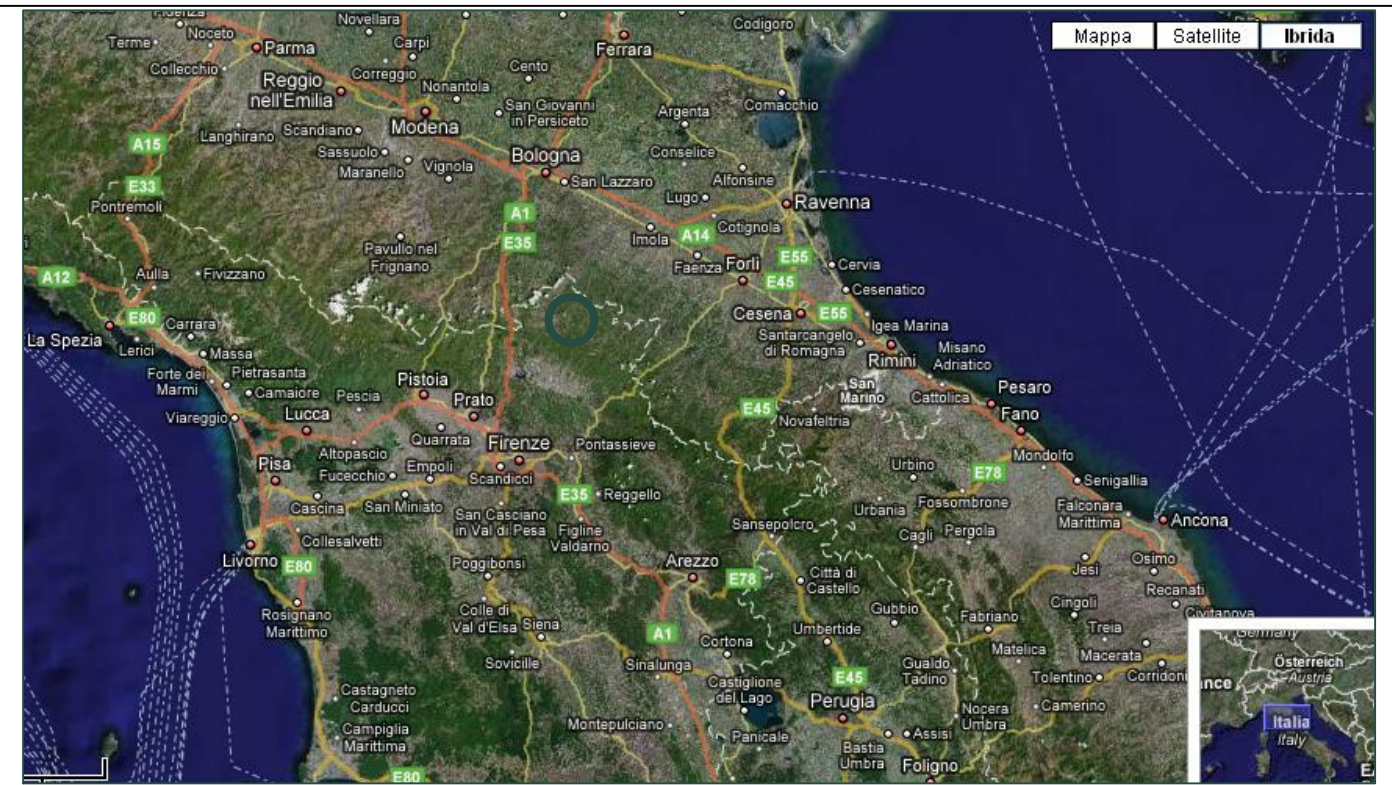 Fidenza
Noceto
Novellara
Codigoro
Mappa
Satellite
Ibrida
Terme
Parma
Carpi
Ferrara
Collecchio
Correggio
Cento
Reggio
nell'Emilia
Nonantola
Comacchio
San Giovanni
in Persiceto
Argenta
Langhirano
Scandiano
Modena
A15
Sassuolo
Maranello
Vignola
Bologna
Conselice
San Lazzaro
Alfonsine
E33
Pontremoli
Lugo
Ravenna
A1
Cotignola
E35
Imola
A14
Pavullo nel
Frignano
Faenza
Forlì
E55
Cervia
A12
Aulla
Fivizzano
E45
Cesenatico
E80
Carrara
Cesena
E55
Igea Marina
La Spezia
Lerici
Massa
Santarcangelo
di Romagna
Rimini
Misano
Adriatico
Forte dei
Marmi
Pietrasanta
Camaiore
Pescia
Pistoia
Prato
San
Marino
Cattolica
Pesaro
Viareggio
Lucca
E45
Novafeltria
Fano
Quarrata
Firenze
Pontassieve
Altopascio
Mondolfo
Pisa
Fucecchio
Empoli
Scandicci
Urbino
E78
Senigallia
Cascina
San Miniato
E35
Reggello
Fossombrone
San Casciano
in Val di Pesa
Figline
Valdarno
Sansepolcro
Urbania
Falconara
Marittima
Ancona
Collesalvetti
Cagli
Pergola
Livorno
E80
Poggibonsi
Arezzo
E78
Città di
Castello
Jesi
Osimo
Rosignano
Marittimo
Colle di
Val d'Elsa
Siena
Gubbio
Fabriano
Cingoli
Recanati
Civitanova
A1
Cortona
Umbertide
Treia
Sovicille
Sinalunga
Matelica
Macerata
Castagneto
Carducci
Castiglione
del Lago
E45
Gualdo
Tadino
Tolentino
Corridoni
Perugia
Camerino
Campiglia
Marittima
Montepulciano
Panicale
Nocera
Umbra
Bastia
Umbra
Assisi
Foligno
E80
Germany
Österreich
Austria
nce
Italia
Italy